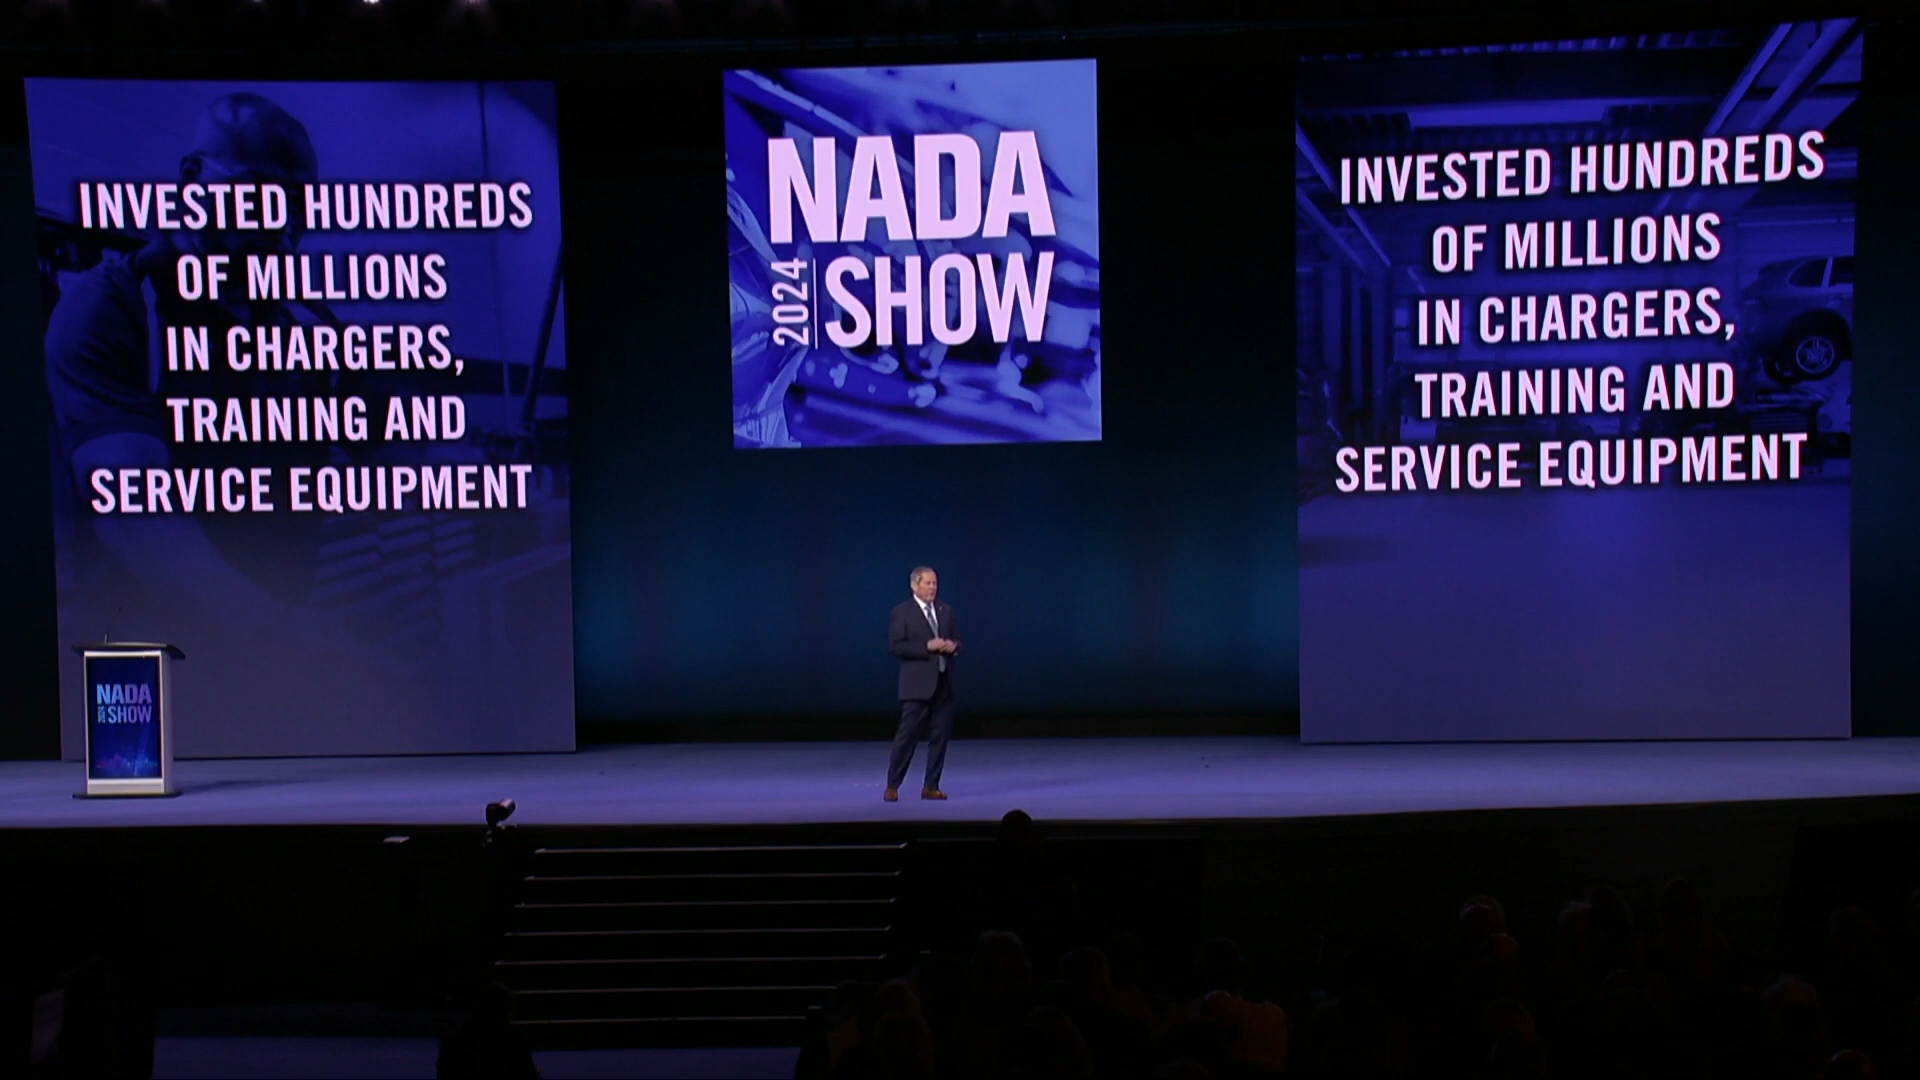 INVESTED HUNDREDS
OF MILLIONS
IN CHARGERS,
TRAINING AND
SERVICE EQUIPMENT
NADA
2024 SHOW
INVESTED HUNDREDS
OF MILLIONS
IN CHARGERS,
TRAINING AND
SERVICE EQUIPMENT
NADA
2024 SHOW